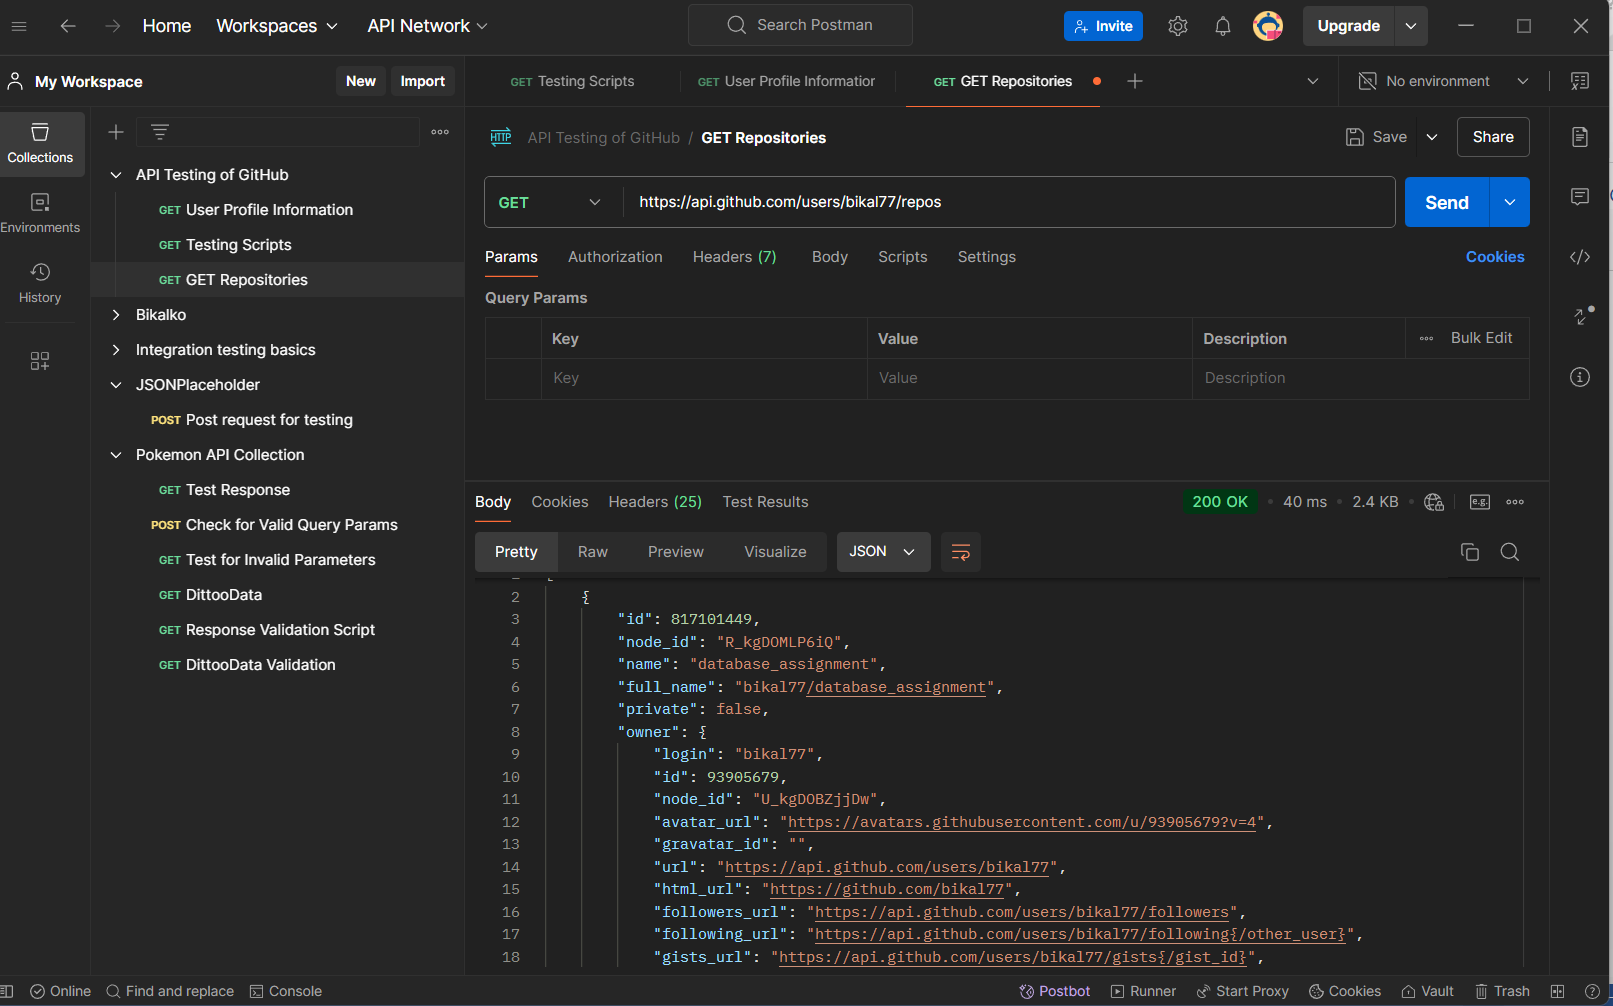 Home Workspaces API Network Search Postman Invite Upgrade
My Workspace New Import
GET Testing Scripts GET User Profile Information GET GET Repositories No environment
Collections
Environments
History
API Testing of GitHub
GET User Profile Information
GET Testing Scripts
GET GET Repositories
Bikalko
Integration testing basics
JSONPlaceholder
POST Post request for testing
Pokemon API Collection
GET Test Response
POST Check for Valid Query Params
GET Test for Invalid Parameters
GET DittooData
GET Response Validation Script
GET DittooData Validation
HTTP API Testing of GitHub / GET Repositories Save Share
GET https://api.github.com/users/bikal77/repos Send
Params Authorization Headers (7) Body Scripts Settings Cookies
Query Params
Key Value Description Bulk Edit
Key Value Description
Body Cookies Headers (25) Test Results 200 OK 40 ms 2.4 KB e.g.
Pretty Raw Preview Visualize JSON
2 {
3 "id": 817101449,
4 "node_id": "R_kgDOMLP6iQ",
5 "name": "database_assignment",
6 "full_name": "bikal77/database_assignment",
7 "private": false,
8 "owner": {
9 "login": "bikal77",
10 "id": 93905679,
11 "node_id": "U_kgDOBZjjDw",
12 "avatar_url": "https://avatars.githubusercontent.com/u/93905679?v=4",
13 "gravatar_id": "",
14 "url": "https://api.github.com/users/bikal77",
15 "html_url": "https://github.com/bikal77",
16 "followers_url": "https://api.github.com/users/bikal77/followers",
17 "following_url": "https://api.github.com/users/bikal77/following{/other_user}",
18 "gists_url": "https://api.github.com/users/bikal77/gists{/gist_id}",
Online Find and replace Console Postbot Runner Start Proxy Cookies Vault Trash